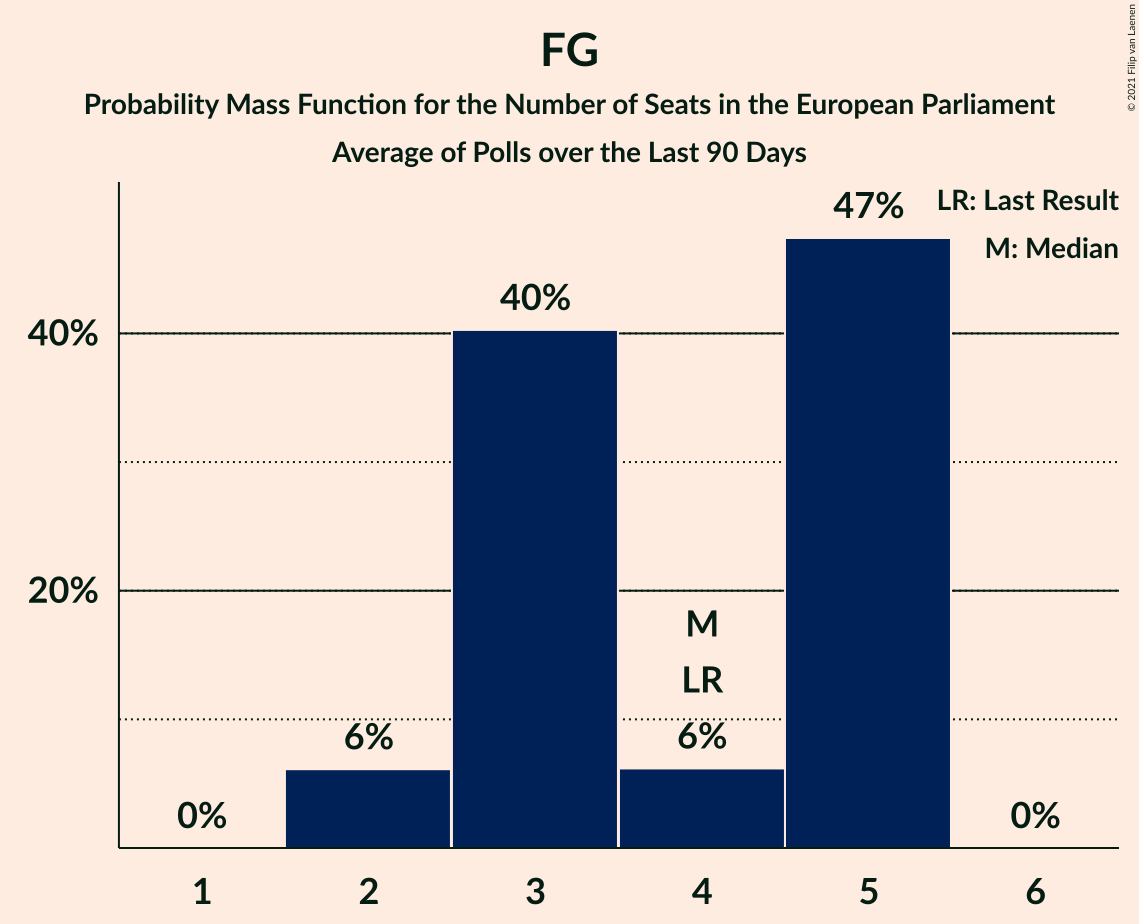 FG
Probability Mass Function for the Number of Seats in the European Parliament
Average of Polls over the Last 90 Days
© 2021 Filip van Laenen
LR: Last Result
M: Median
47%
40%
40%
20%
M
LR
6%
6%
0%
0%
1 2 3 4 5 6